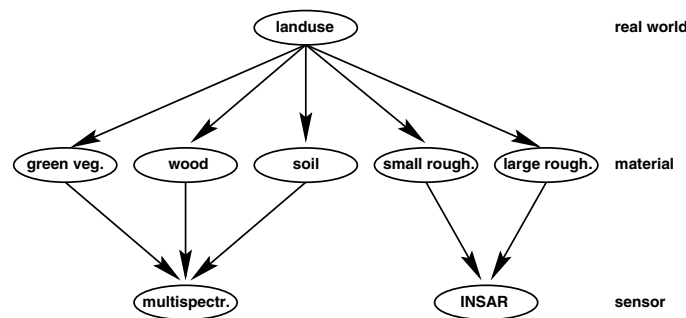 landuse real world
green veg. wood soil small rough. large rough. material
multispectr. INSAR sensor